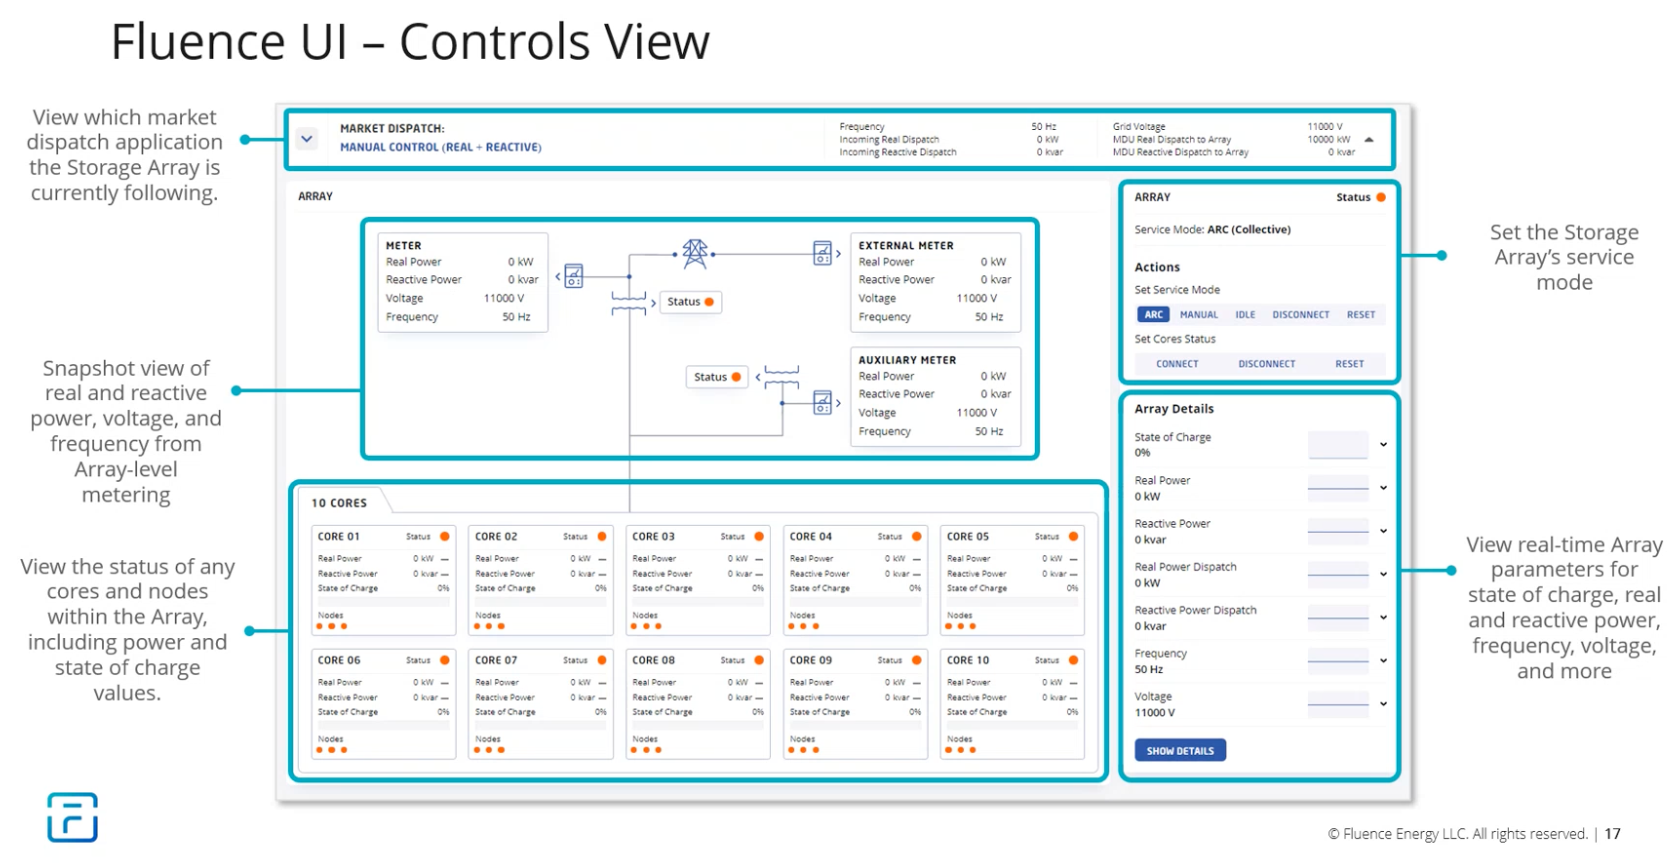 Fluence UI – Controls View
View which market
dispatch application
the Storage Array is
currently following.
MARKET DISPATCH:
MANUAL CONTROL (REAL + REACTIVE)
Frequency 50 Hz
Incoming Real Dispatch 0 kW
Incoming Reactive Dispatch 0 kvar
Grid Voltage 11000 V
MDU Real Dispatch to Array 10000 kW
MDU Reactive Dispatch to Array 0 kvar
ARRAY
METER
Real Power 0 kW
Reactive Power 0 kvar
Voltage 11000 V
Frequency 50 Hz
Status
EXTERNAL METER
Real Power 0 kW
Reactive Power 0 kvar
Voltage 11000 V
Frequency 50 Hz
Status
AUXILIARY METER
Real Power 0 kW
Reactive Power 0 kvar
Voltage 11000 V
Frequency 50 Hz
Snapshot view of
real and reactive
power, voltage, and
frequency from
Array-level
metering
ARRAY Status
Service Mode: ARC (Collective)
Actions
Set Service Mode
ARC MANUAL IDLE DISCONNECT RESET
Set Cores Status
CONNECT DISCONNECT RESET
Set the Storage
Array's service
mode
View the status of any
cores and nodes
within the Array,
including power and
state of charge
values.
10 CORES
CORE 01 Status
Real Power 0 kW —
Reactive Power 0 kvar —
State of Charge 0%
Nodes
CORE 02 Status
Real Power 0 kW —
Reactive Power 0 kvar —
State of Charge 0%
Nodes
CORE 03 Status
Real Power 0 kW —
Reactive Power 0 kvar —
State of Charge 0%
Nodes
CORE 04 Status
Real Power 0 kW —
Reactive Power 0 kvar —
State of Charge 0%
Nodes
CORE 05 Status
Real Power 0 kW —
Reactive Power 0 kvar —
State of Charge 0%
Nodes
CORE 06 Status
Real Power 0 kW —
Reactive Power 0 kvar —
State of Charge 0%
Nodes
CORE 07 Status
Real Power 0 kW —
Reactive Power 0 kvar —
State of Charge 0%
Nodes
CORE 08 Status
Real Power 0 kW —
Reactive Power 0 kvar —
State of Charge 0%
Nodes
CORE 09 Status
Real Power 0 kW —
Reactive Power 0 kvar —
State of Charge 0%
Nodes
CORE 10 Status
Real Power 0 kW —
Reactive Power 0 kvar —
State of Charge 0%
Nodes
Array Details
State of Charge
0%
Real Power
0 kW
Reactive Power
0 kvar
Real Power Dispatch
0 kW
Reactive Power Dispatch
0 kvar
Frequency
50 Hz
Voltage
11000 V
SHOW DETAILS
View real-time Array
parameters for
state of charge, real
and reactive power,
frequency, voltage,
and more
© Fluence Energy LLC. All rights reserved. | 17